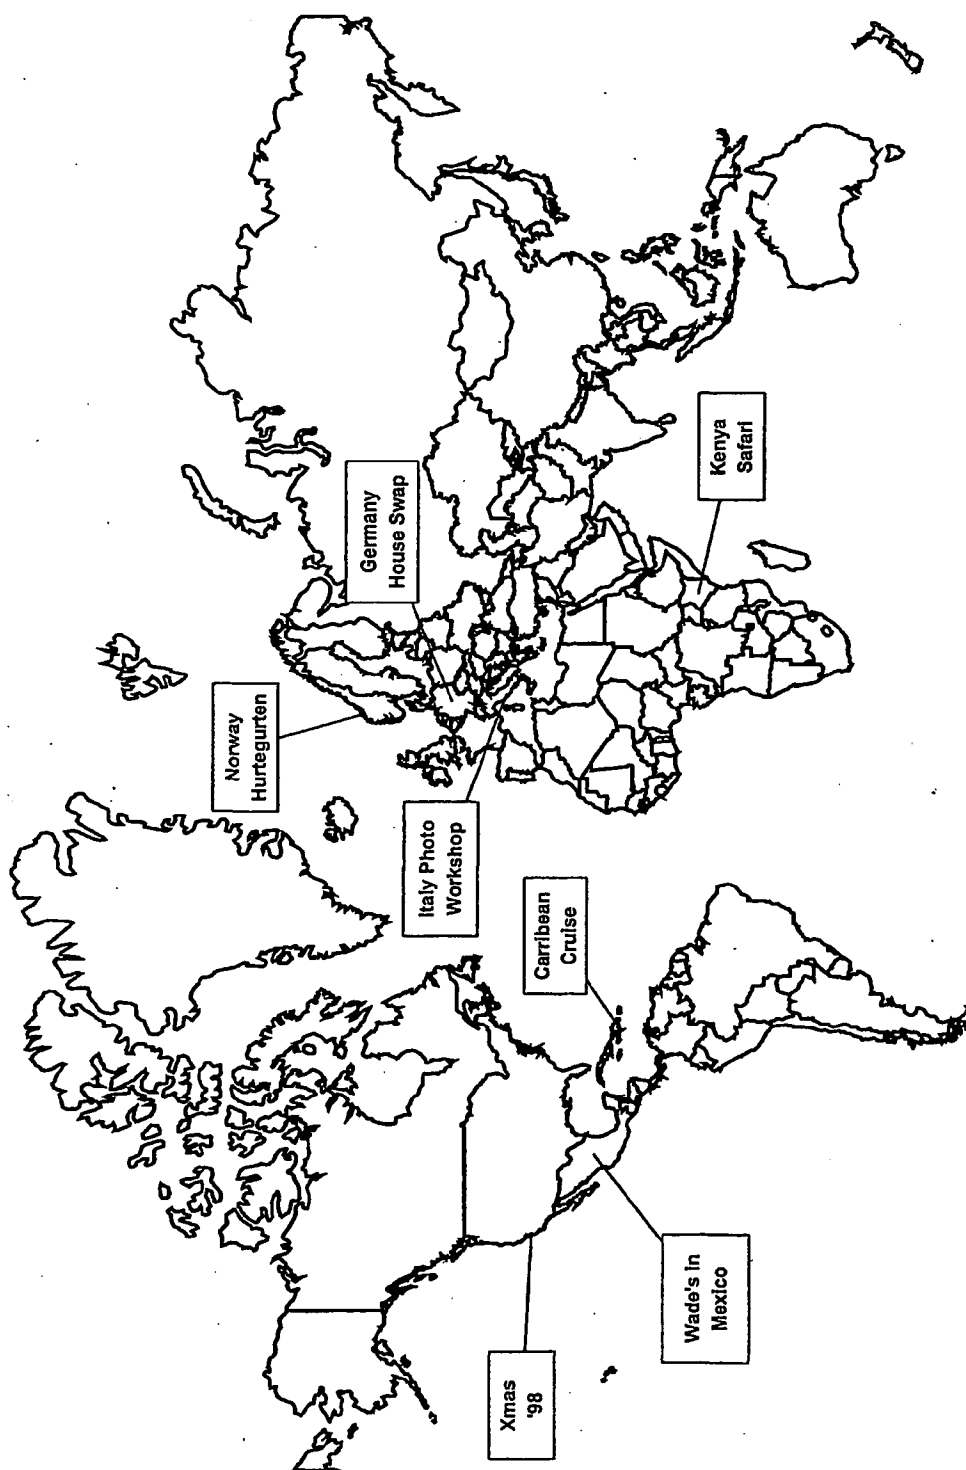 Norway
Hurtegurten
Germany
House Swap
Italy Photo
Workshop
Carribean
Cruise
Kenya
Safari
Xmas
'98
Wade's in
Mexico